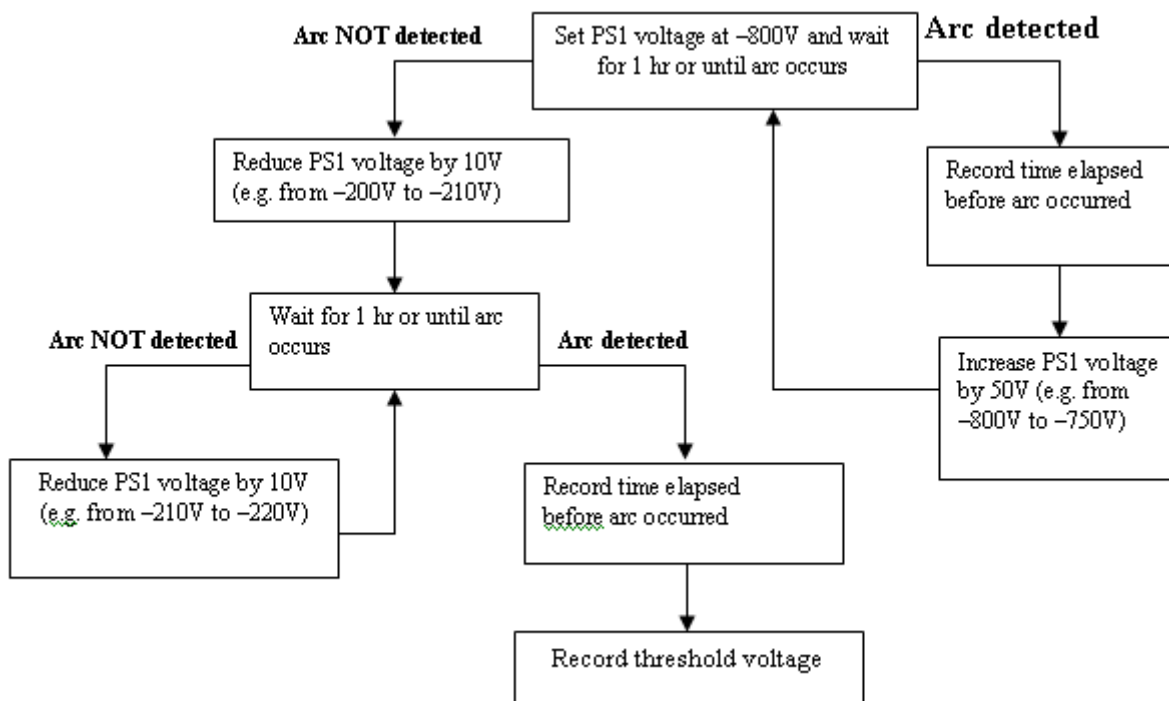 Arc NOT detected
Set PS1 voltage at –800V and wait
for 1 hr or until arc occurs
Arc detected
Reduce PS1 voltage by 10V
(e.g. from –200V to –210V)
Record time elapsed
before arc occurred
Wait for 1 hr or until arc
occurs
Arc NOT detected
Arc detected
Increase PS1 voltage
by 50V (e.g. from
–800V to –750V)
Reduce PS1 voltage by 10V
(e.g. from –210V to –220V)
Record time elapsed
before arc occurred
Record threshold voltage